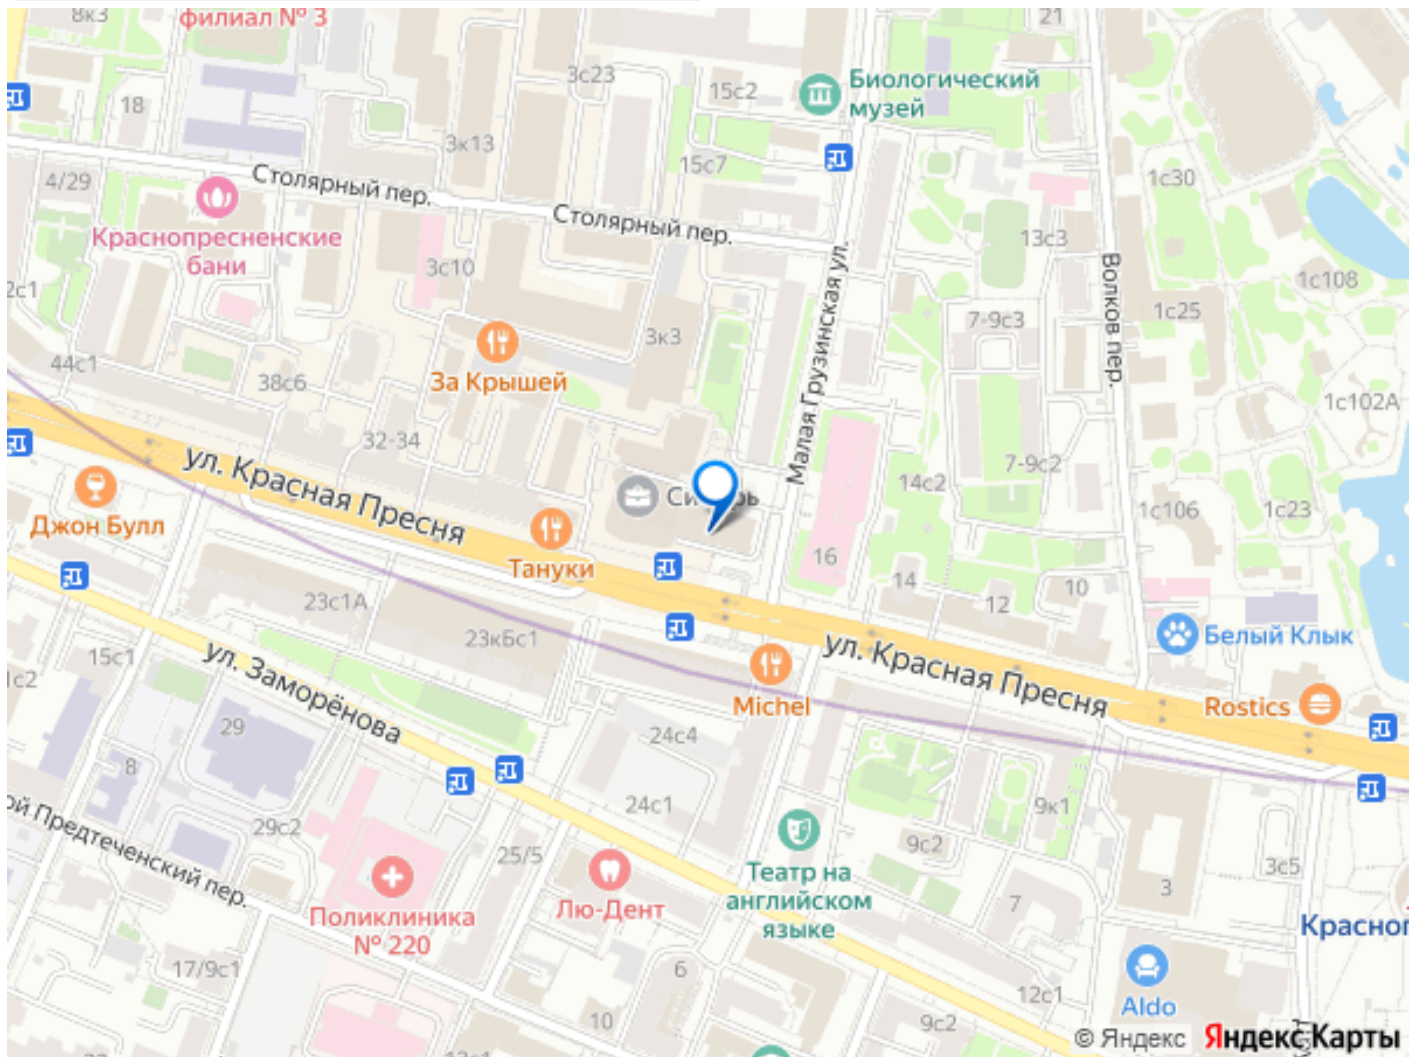 8к3
филиал № 3
21
3с23
15с2
Биологический
музей
18
3к13
15с7
4/29
Столярный пер.
1с30
Столярный пер.
Краснопресненские
бани
13с3
3с10
2с1
Малая Грузинская ул.
Волков пер.
1с108
1с25
7-9с3
3к3
44с1
38с6
За Крышей
1с102А
32-34
7-9с2
ул. Красная Пресня
14с2
Джон Булл
1с106
1с23
Тануки
16
14
12
10
23с1А
23кБс1
Белый Клык
15с1
1с2
ул. Заморёнова
ул. Красная Пресня
Michel
Rostics
29
24с4
8
24с1
9к1
29с2
9с2
ой Предтеченский пер.
25/5
3с5
Театр на
английском
языке
3
7
Лю-Дент
Поликлиника
№ 220
17/9с1
6
12с1
Aldo
10
9с2
© Яндекс Яндекс Карты